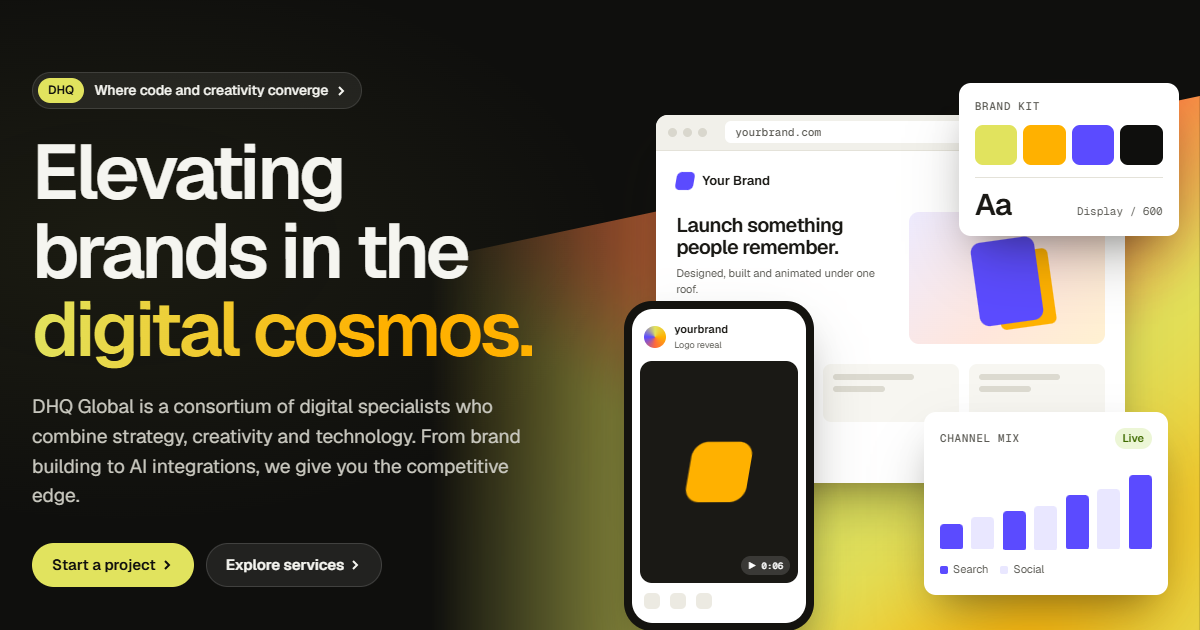 DHQ Where code and creativity converge
Elevating
brands in the
digital cosmos.
DHQ Global is a consortium of digital specialists who
combine strategy, creativity and technology. From brand
building to AI integrations, we give you the competitive
edge.
Start a project
Explore services
yourbrand.com
Your Brand
Launch something
people remember.
Designed, built and animated under one
roof.
BRAND KIT
Aa
Display / 600
yourbrand
Logo reveal
0:06
CHANNEL MIX
Live
Search
Social